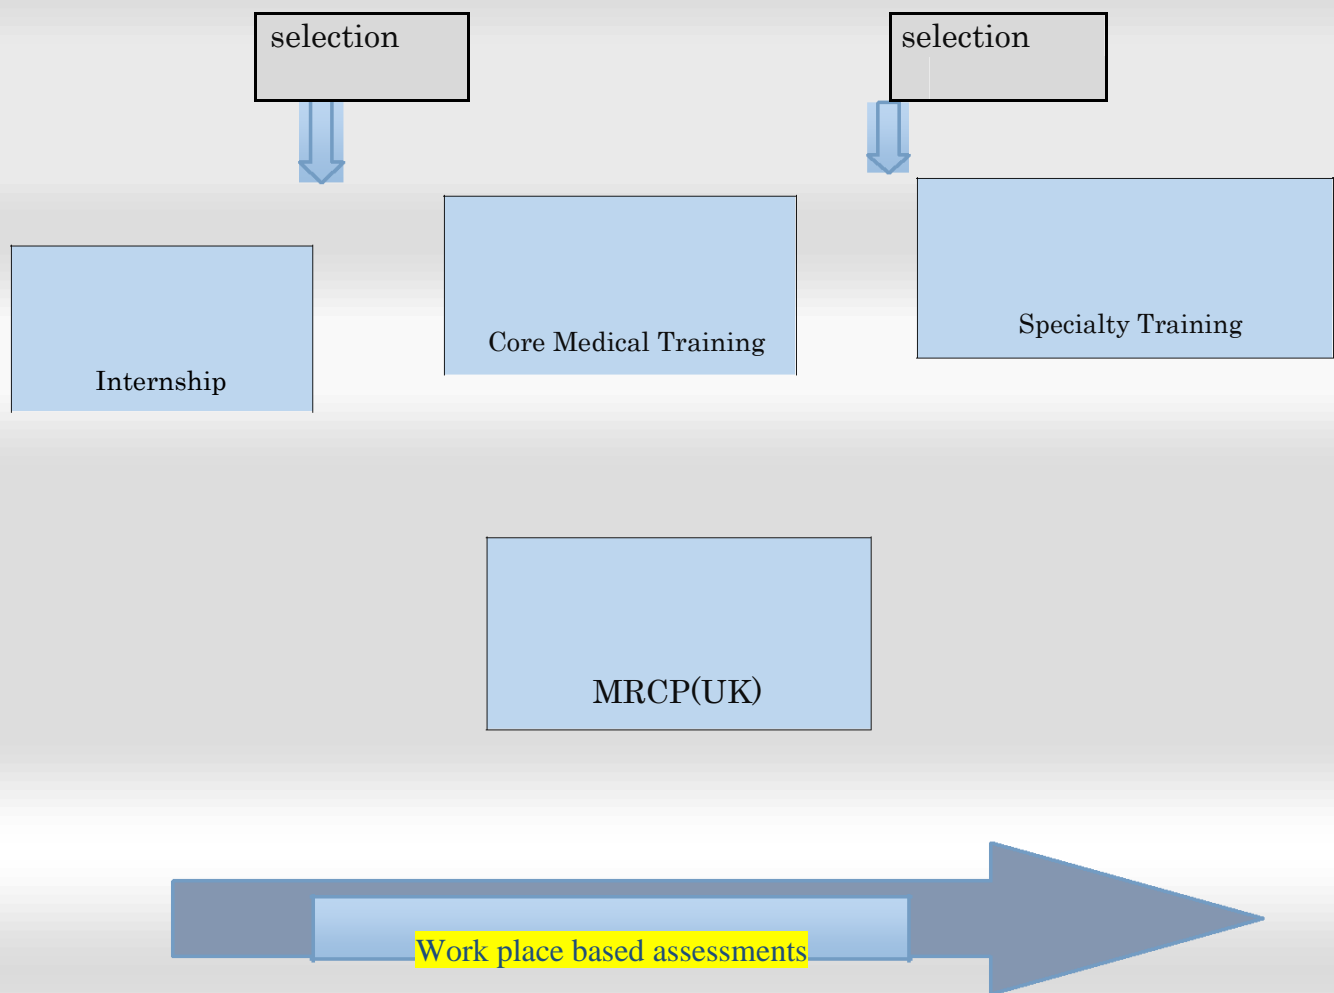 selection
selection
Internship
Core Medical Training
Specialty Training
MRCP(UK)
Work place based assessments